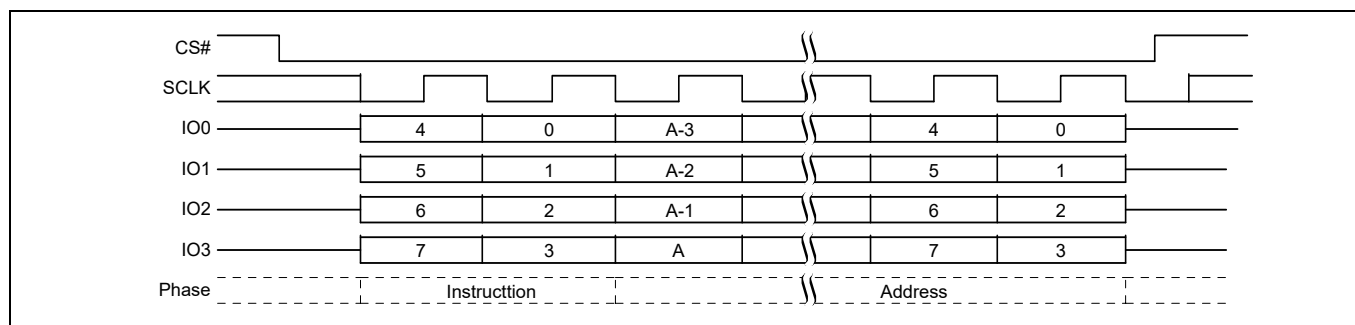 CS#
SCLK
IO0 4 0 A-3 4 0
IO1 5 1 A-2 5 1
IO2 6 2 A-1 6 2
IO3 7 3 A 7 3
Phase Instructtion Address